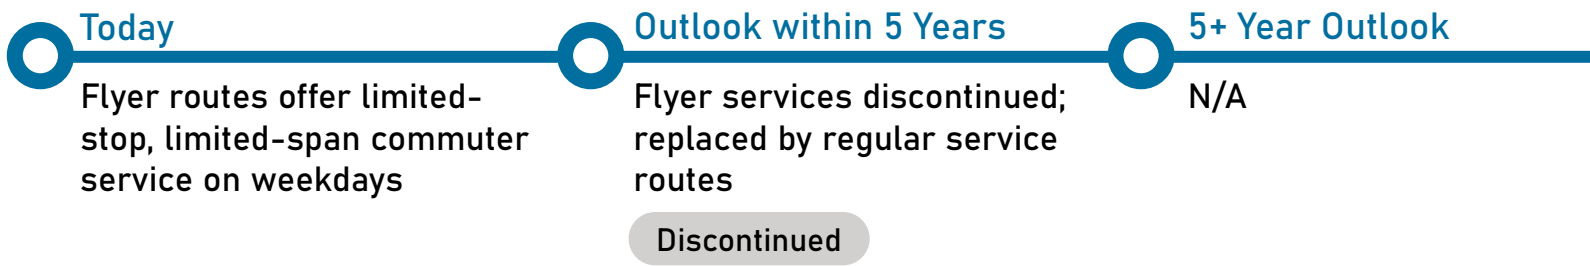 Today
Flyer routes offer limited-
stop, limited-span commuter
service on weekdays
Outlook within 5 Years
Flyer services discontinued;
replaced by regular service
routes
Discontinued
5+ Year Outlook
N/A